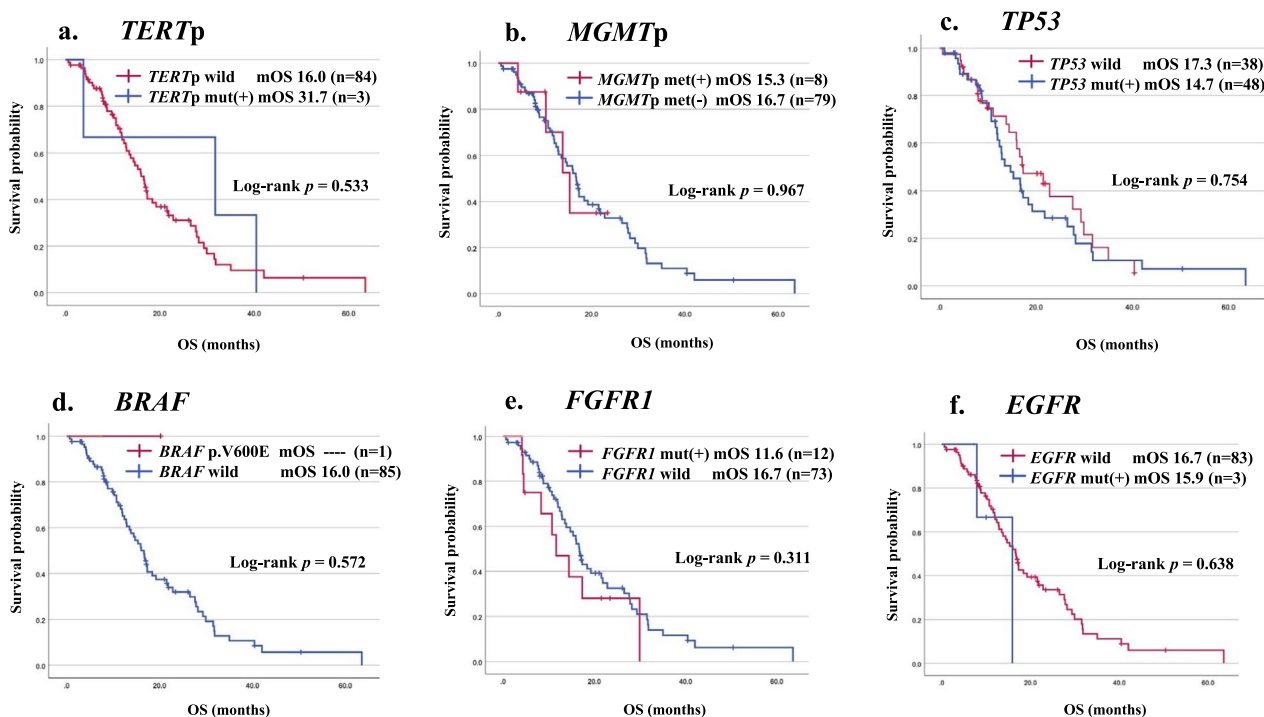 a. TERTp
Survival probability
1.0
0.8
0.6
0.4
0.2
0.0
TERTp wild mOS 16.0 (n=84)
TERTp mut(+) mOS 31.7 (n=3)
Log-rank p = 0.533
.0 20.0 40.0 60.0
OS (months)
b. MGMTp
Survival probability
1.0
0.8
0.6
0.4
0.2
0.0
MGMTp met(+) mOS 15.3 (n=8)
MGMTp met(-) mOS 16.7 (n=79)
Log-rank p = 0.967
.0 20.0 40.0 60.0
OS (months)
c. TP53
Survival probability
1.0
0.8
0.6
0.4
0.2
0.0
TP53 wild mOS 17.3 (n=38)
TP53 mut(+) mOS 14.7 (n=48)
Log-rank p = 0.754
.0 20.0 40.0 60.0
OS (months)
d. BRAF
Survival probability
1.0
0.8
0.6
0.4
0.2
0.0
BRAF p.V600E mOS ---- (n=1)
BRAF wild mOS 16.0 (n=85)
Log-rank p = 0.572
.0 20.0 40.0 60.0
OS (months)
e. FGFR1
Survival probability
1.0
0.8
0.6
0.4
0.2
0.0
FGFR1 mut(+) mOS 11.6 (n=12)
FGFR1 wild mOS 16.7 (n=73)
Log-rank p = 0.311
.0 20.0 40.0 60.0
OS (months)
f. EGFR
Survival probability
1.0
0.8
0.6
0.4
0.2
0.0
EGFR wild mOS 16.7 (n=83)
EGFR mut(+) mOS 15.9 (n=3)
Log-rank p = 0.638
.0 20.0 40.0 60.0
OS (months)